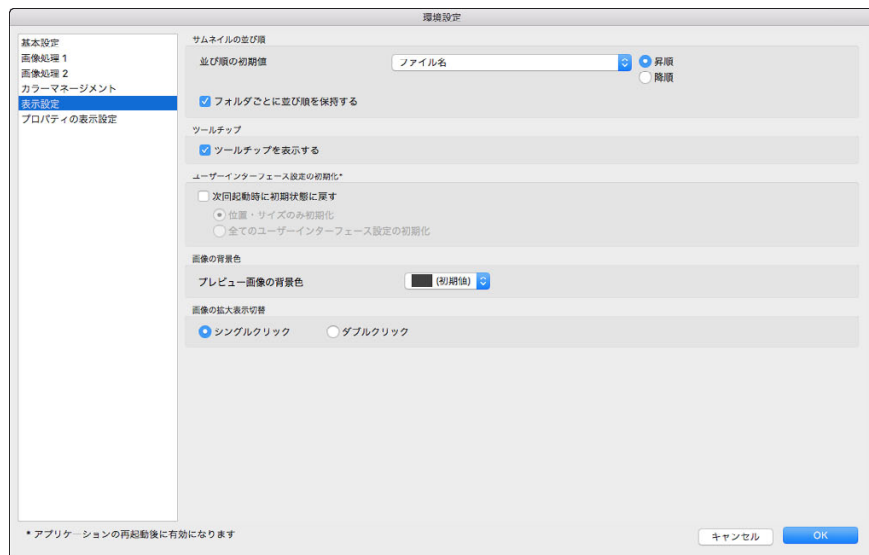 環境設定
基本設定
画像処理 1
画像処理 2
カラーマネージメント
表示設定
プロパティの表示設定
サムネイルの並び順
並び順の初期値 ファイル名 昇順
降順
フォルダごとに並び順を保持する
ツールチップ
ツールチップを表示する
ユーザーインターフェース設定の初期化*
次回起動時に初期状態に戻す
位置・サイズのみ初期化
全てのユーザーインターフェース設定の初期化
画像の背景色
プレビュー画像の背景色 (初期値)
画像の拡大表示切替
シングルクリック ダブルクリック
* アプリケーションの再起動後に有効になります
キャンセル OK